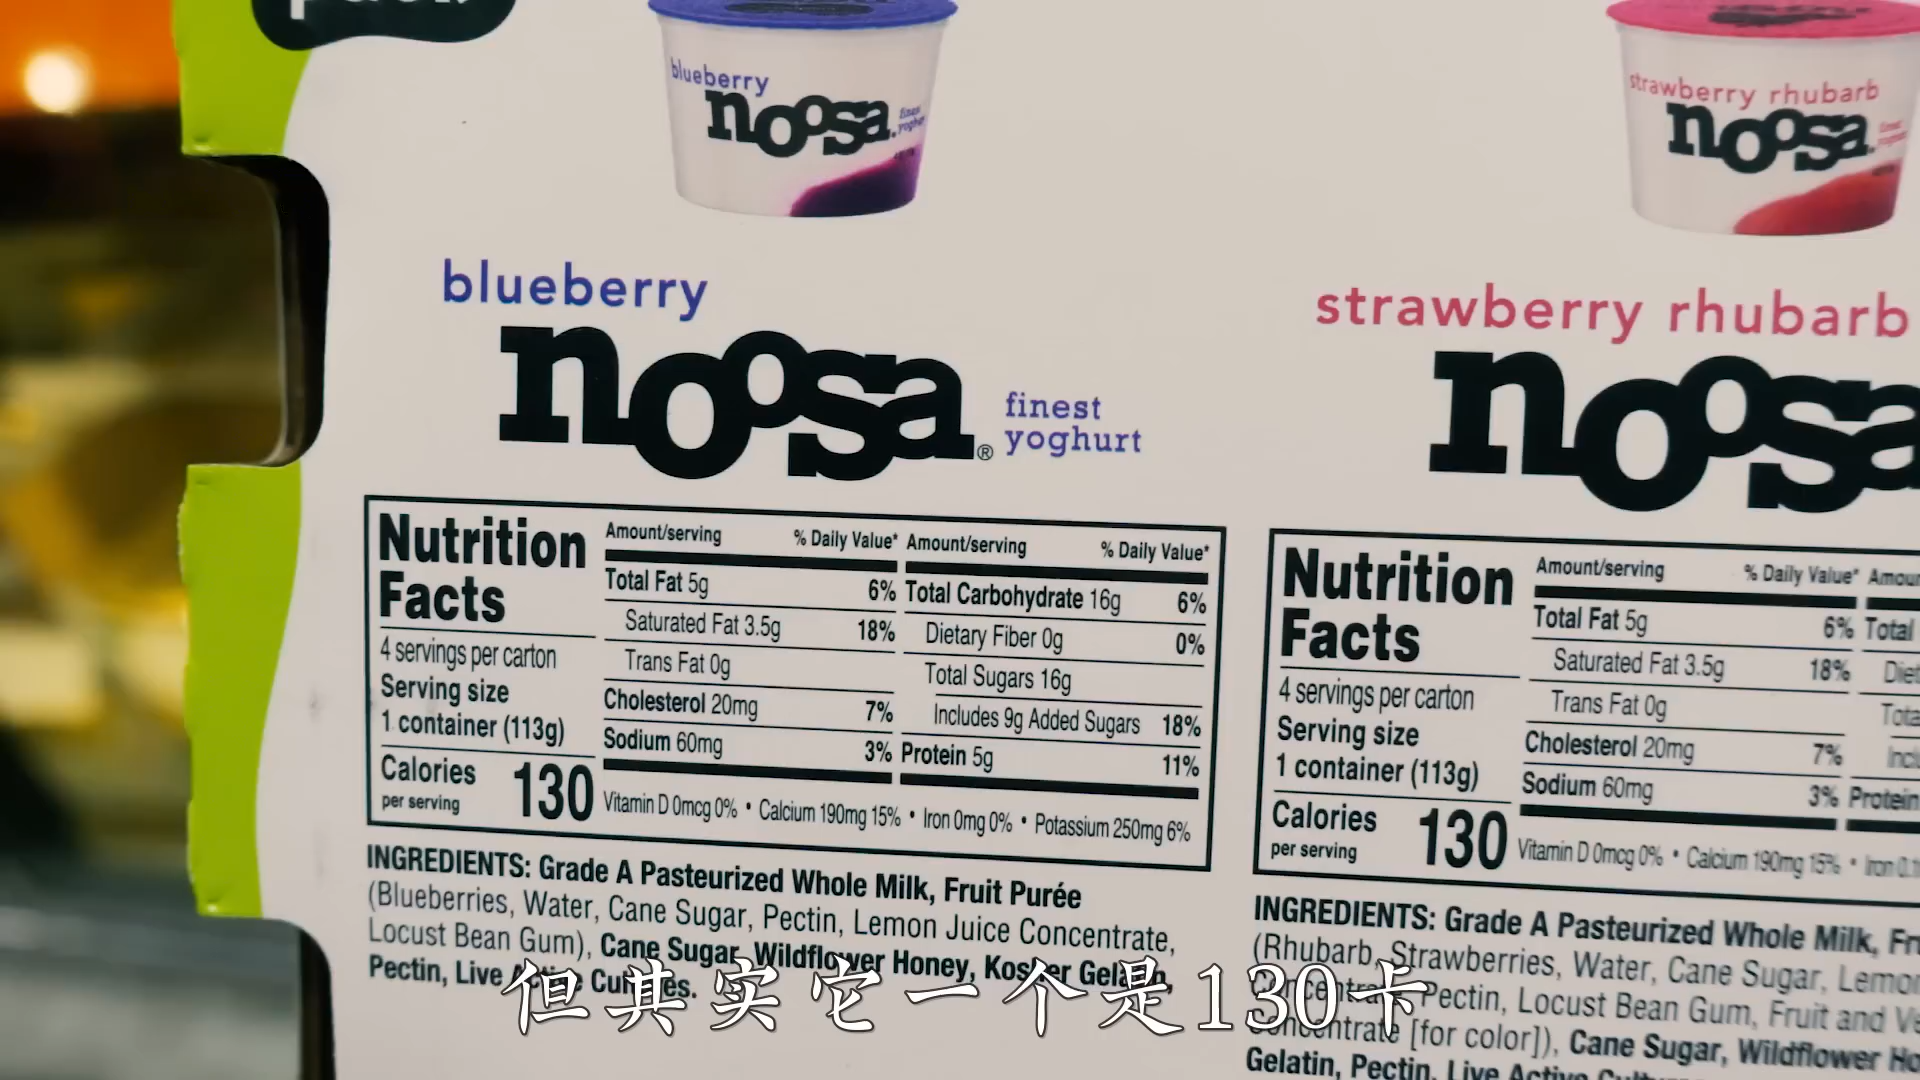 blueberry
noosa
finest
yoghurt
strawberry rhubarb
noosa
blueberry
noosa®
finest
yoghurt
Nutrition
Facts
4 servings per carton
Serving size
1 container (113g)
Calories
per serving
130
Amount/serving % Daily Value*
Total Fat 5g 6%
Saturated Fat 3.5g 18%
Trans Fat 0g
Cholesterol 20mg 7%
Sodium 60mg 3%
Amount/serving % Daily Value*
Total Carbohydrate 16g 6%
Dietary Fiber 0g 0%
Total Sugars 16g
Includes 9g Added Sugars 18%
Protein 5g 11%
Vitamin D 0mcg 0% • Calcium 190mg 15% • Iron 0mg 0% • Potassium 250mg 6%
INGREDIENTS: Grade A Pasteurized Whole Milk, Fruit Purée
(Blueberries, Water, Cane Sugar, Pectin, Lemon Juice Concentrate,
Locust Bean Gum), Cane Sugar, Wildflower Honey, Kosher Gelatin,
Pectin, Live Active Cultures.
strawberry rhubarb
noosa
Nutrition
Facts
4 servings per carton
Serving size
1 container (113g)
Calories
per serving
130
Amount/serving % Daily Value*
Total Fat 5g 6%
Saturated Fat 3.5g 18%
Trans Fat 0g
Cholesterol 20mg 7%
Sodium 60mg 3%
Total
Protein
Vitamin D 0mcg 0% • Calcium 190mg 15% • Iron
INGREDIENTS: Grade A Pasteurized Whole Milk,
(Rhubarb, Strawberries, Water, Cane Sugar, Lemon
Pectin, Locust Bean Gum, Fruit and
Concentrate [for color]), Cane Sugar, Wildflower
Gelatin, Pectin, Live Active
但其实它一个是130卡